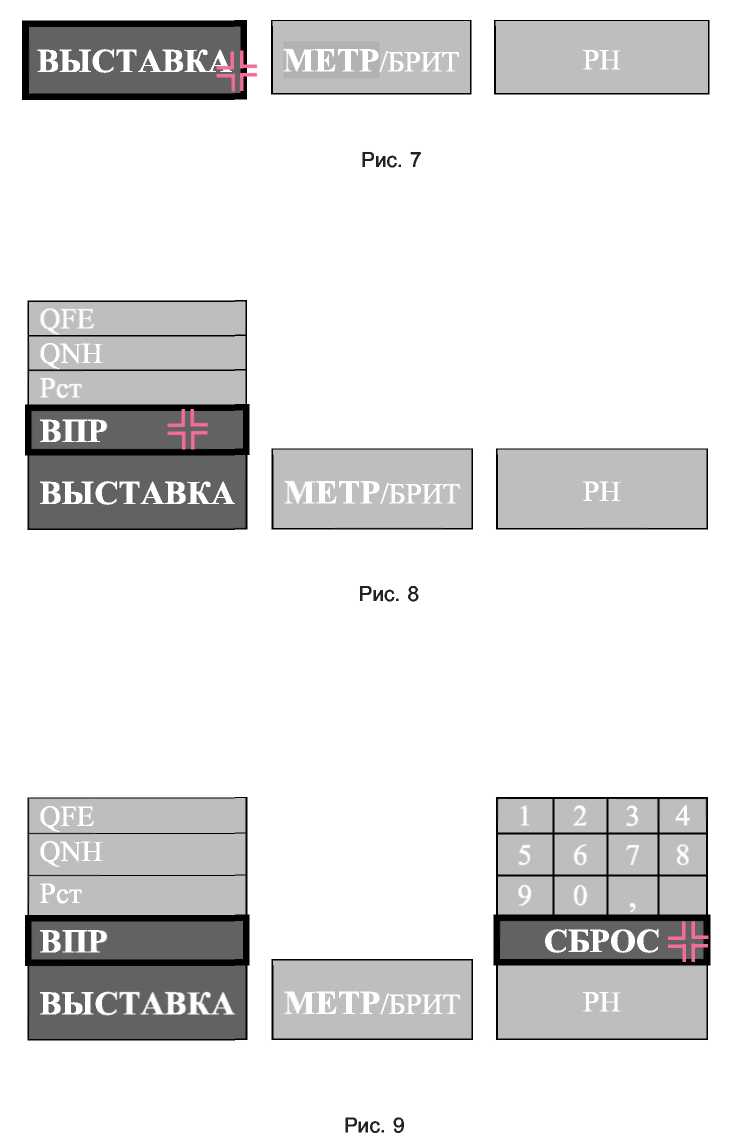 ВЫСТАВКА МЕТР/БРИТ РН
Рис. 7
QFE
QNH
Рст
ВПР
ВЫСТАВКА МЕТР/БРИТ РН
Рис. 8
QFE 1 2 3 4
QNH 5 6 7 8
Рст 9 0 ,
ВПР СБРОС
ВЫСТАВКА МЕТР/БРИТ РН
Рис. 9